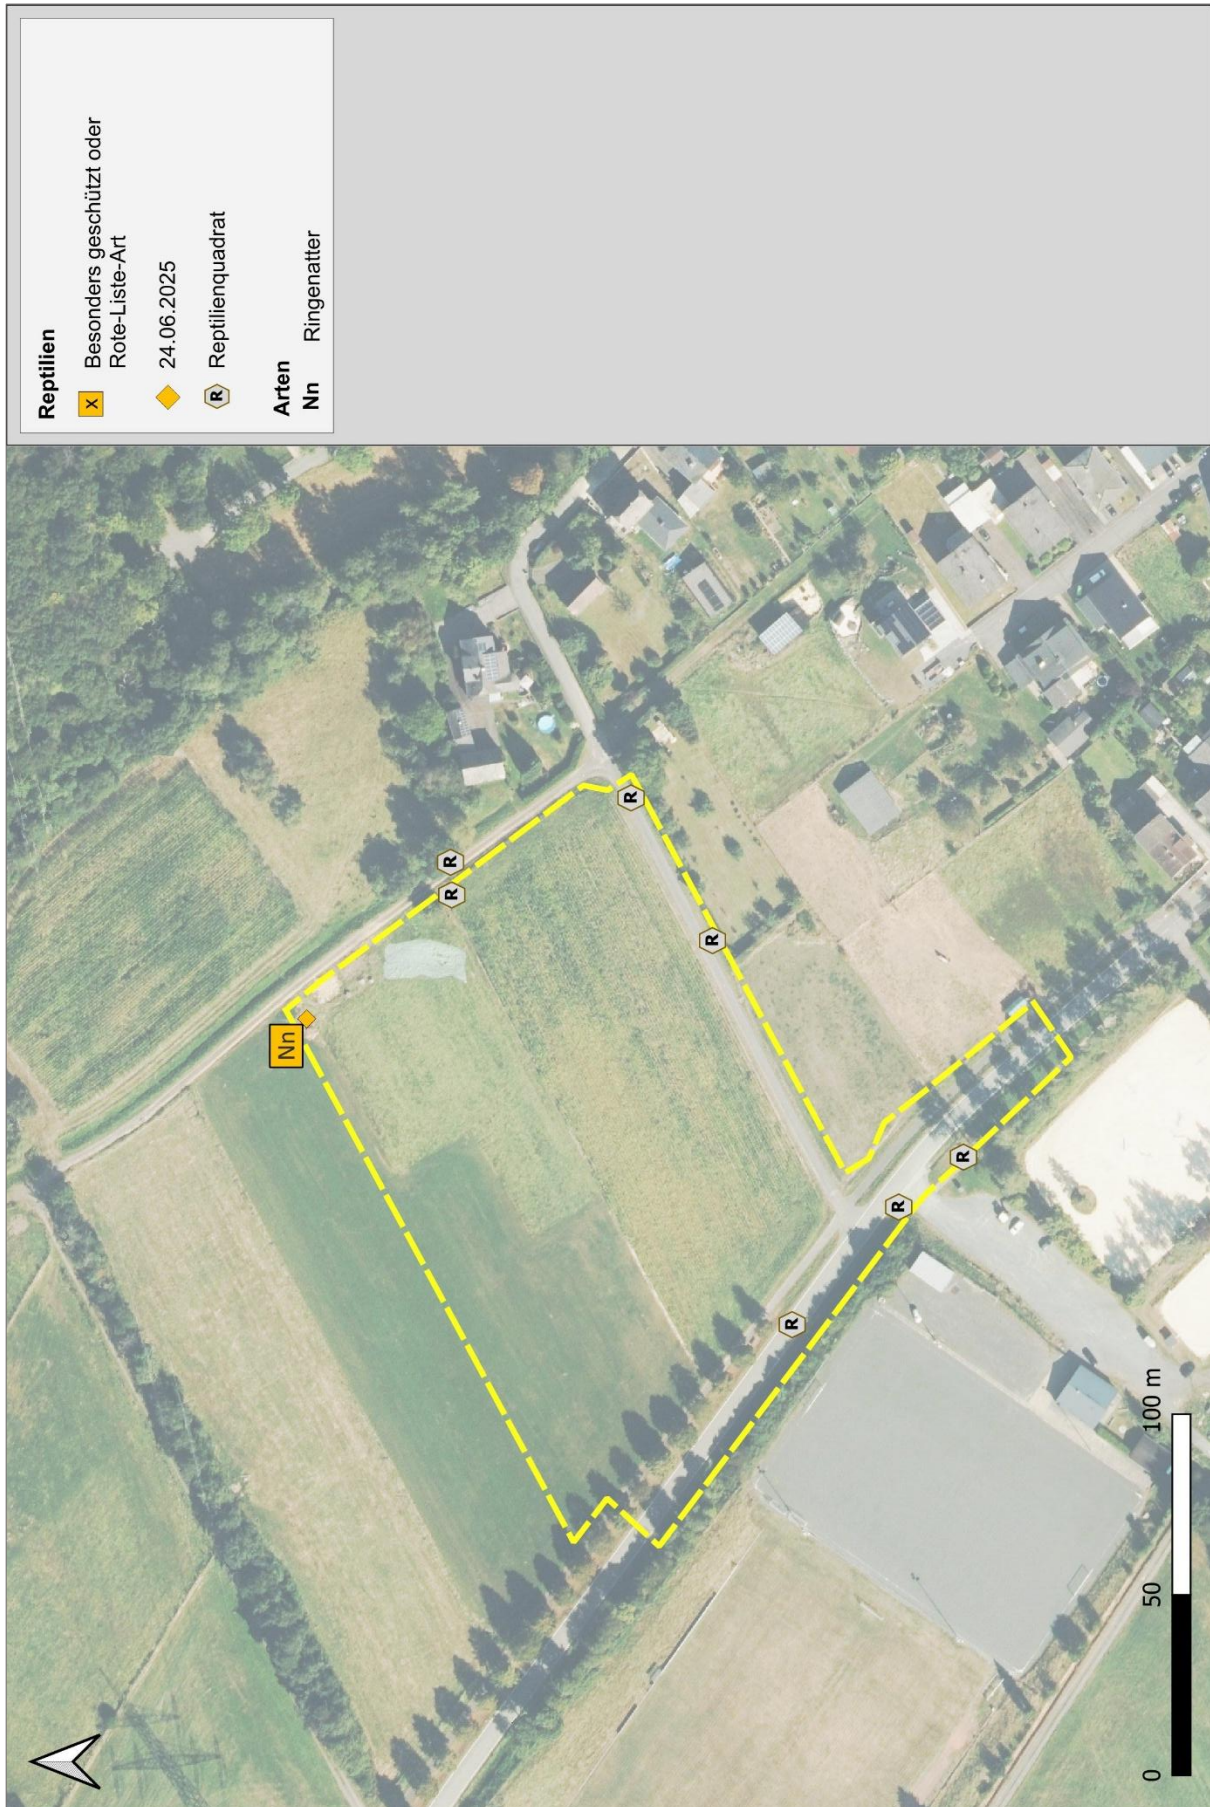 Reptilien
X
Besonders geschützt oder
Rote-Liste-Art
24.06.2025
R
Reptilienquadrat
Arten
Nn Ringenatter
Nn
R
R
R
R
R
R
R
0 50 100 m